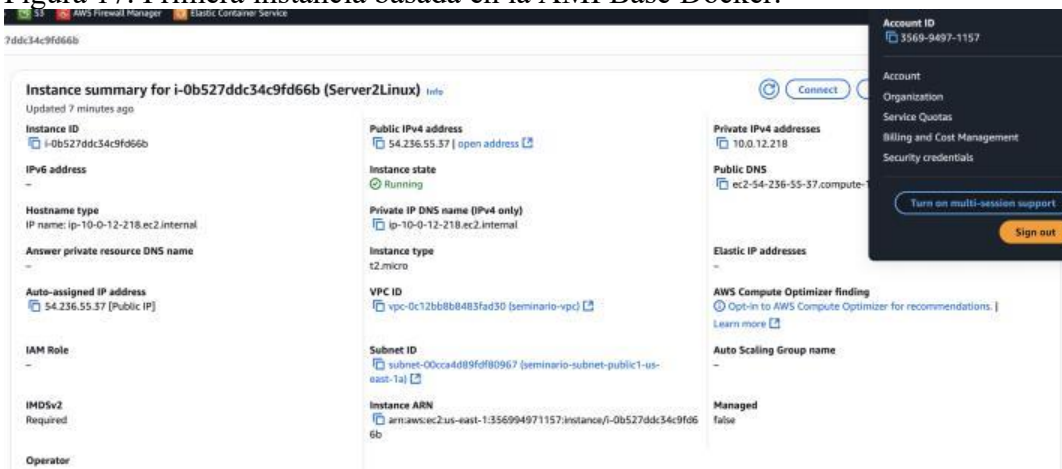 Figura 17. Primera instancia basada en la AMI Base Docker.
S3 AWS Firewall Manager Elastic Container Service
7ddc34c9fd66b
Account ID
3569-9497-1157
Account
Organization
Service Quotas
Billing and Cost Management
Security credentials
Turn on multi-session support
Sign out
Instance summary for i-0b527ddc34c9fd66b (Server2Linux) Info
Connect
Updated 7 minutes ago
Instance ID
i-0b527ddc34c9fd66b
Public IPv4 address
54.236.55.37 | open address
Private IPv4 addresses
10.0.12.218
IPv6 address
–
Instance state
Running
Public DNS
ec2-54-236-55-37.compute-1
Hostname type
IP name: ip-10-0-12-218.ec2.internal
Private IP DNS name (IPv4 only)
ip-10-0-12-218.ec2.internal
Answer private resource DNS name
–
Instance type
t2.micro
Elastic IP addresses
–
Auto-assigned IP address
54.236.55.37 [Public IP]
VPC ID
vpc-0c12bb8b8483fad30 (seminario-vpc)
AWS Compute Optimizer finding
Opt-in to AWS Compute Optimizer for recommendations. |
Learn more
IAM Role
–
Subnet ID
subnet-00cca4d89fdf80967 (seminario-subnet-public1-us-
east-1a)
Auto Scaling Group name
–
IMDSv2
Required
Instance ARN
arn:aws:ec2:us-east-1:356994971157:instance/i-0b527ddc34c9fd6
6b
Managed
false
Operator